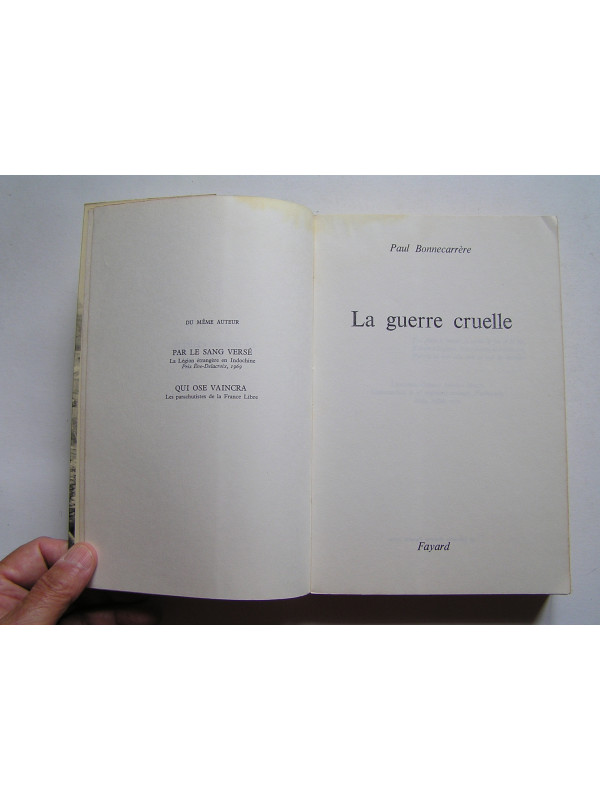 DU MÊME AUTEUR
PAR LE SANG VERSÉ
La Légion étrangère en Indochine
Prix Eve-Delacroix, 1969
QUI OSE VAINCRA
Les parachutistes de la France Libre
Paul Bonnecarrère
La guerre cruelle
Fayard